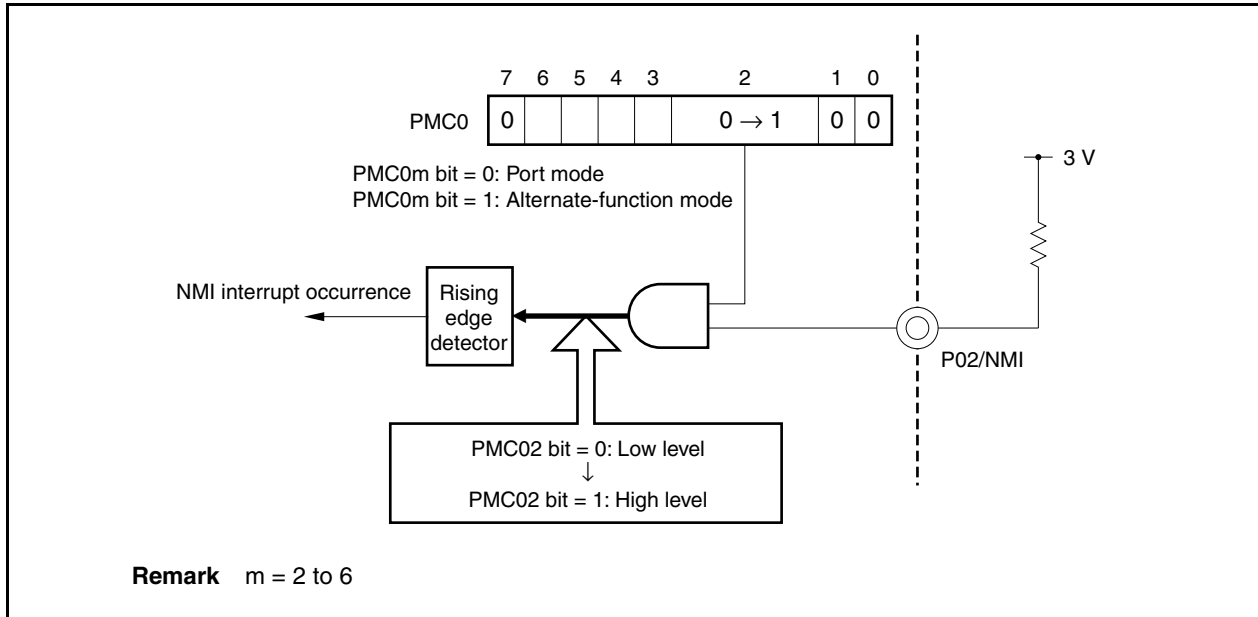 7 6 5 4 3 2 1 0
PMC0 0 0 → 1 0 0
3 V
PMC0m bit = 0: Port mode
PMC0m bit = 1: Alternate-function mode
NMI interrupt occurrence
Rising
edge
detector
P02/NMI
PMC02 bit = 0: Low level
↓
PMC02 bit = 1: High level
Remark m = 2 to 6